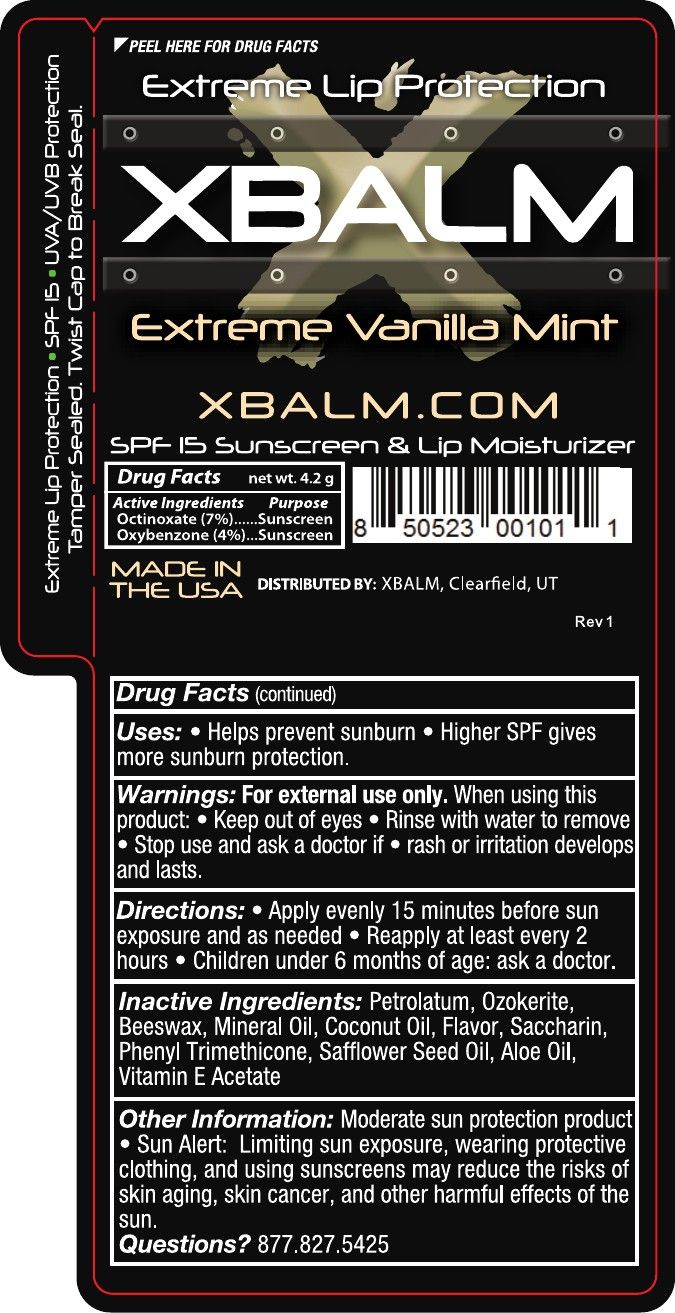 PEEL HERE FOR DRUG FACTS
Extreme Lip Protection
XBALM
Extreme Vanilla Mint
XBALM.COM
SPF 15 Sunscreen & Lip Moisturizer
Drug Facts net wt. 4.2 g
Active Ingredients Purpose
Octinoxate (7%)......Sunscreen
Oxybenzone (4%)...Sunscreen
8 50523 00101 1
MADE IN
THE USA
DISTRIBUTED BY: XBALM, Clearfield, UT
Rev 1
Extreme Lip Protection • SPF 15 • UVA/UVB Protection
Tamper Sealed. Twist Cap to Break Seal.
Drug Facts (continued)
Uses: • Helps prevent sunburn • Higher SPF gives
more sunburn protection.
Warnings: For external use only. When using this
product: • Keep out of eyes • Rinse with water to remove
• Stop use and ask a doctor if • rash or irritation develops
and lasts.
Directions: • Apply evenly 15 minutes before sun
exposure and as needed • Reapply at least every 2
hours • Children under 6 months of age: ask a doctor.
Inactive Ingredients: Petrolatum, Ozokerite,
Beeswax, Mineral Oil, Coconut Oil, Flavor, Saccharin,
Phenyl Trimethicone, Safflower Seed Oil, Aloe Oil,
Vitamin E Acetate
Other Information: Moderate sun protection product
• Sun Alert: Limiting sun exposure, wearing protective
clothing, and using sunscreens may reduce the risks of
skin aging, skin cancer, and other harmful effects of the
sun.
Questions? 877.827.5425